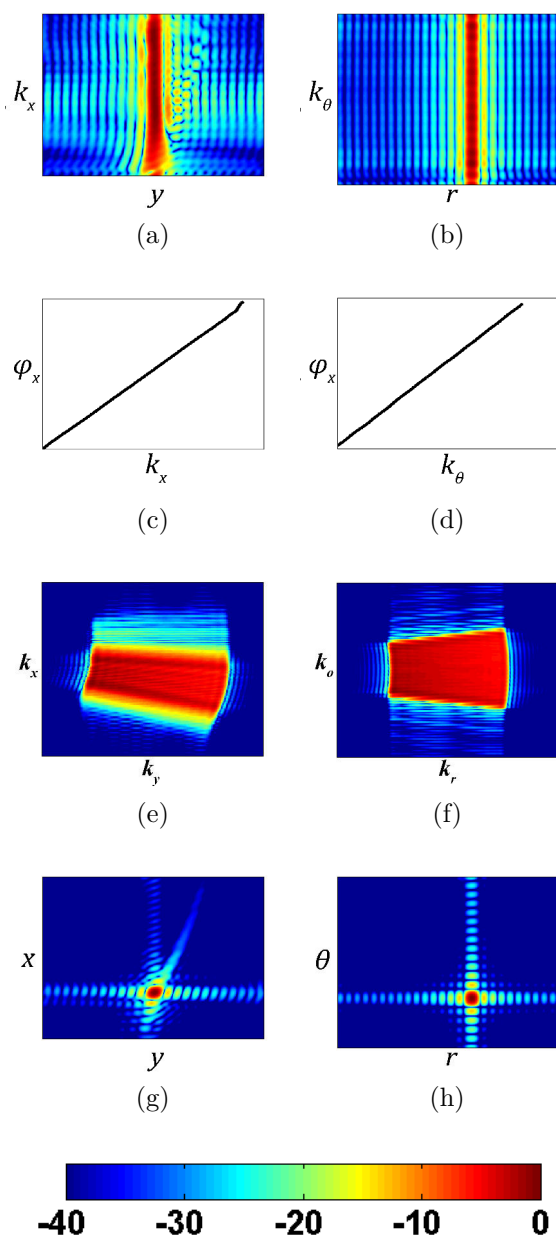 k_x k_θ
y r
(a) (b)
φ_x φ_x
k_x k_θ
(c) (d)
k_x k_o
k_y k_r
(e) (f)
x θ
y r
(g) (h)
-40 -30 -20 -10 0